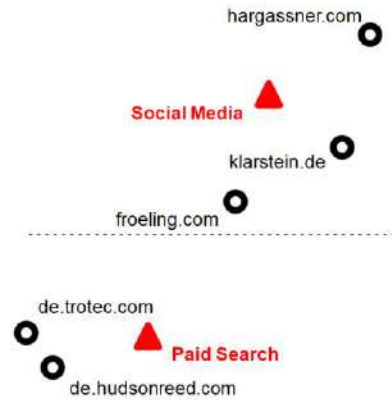 hargassner.com
Social Media
klarstein.de
froeling.com
de.trotec.com
Paid Search
de.hudsonreed.com